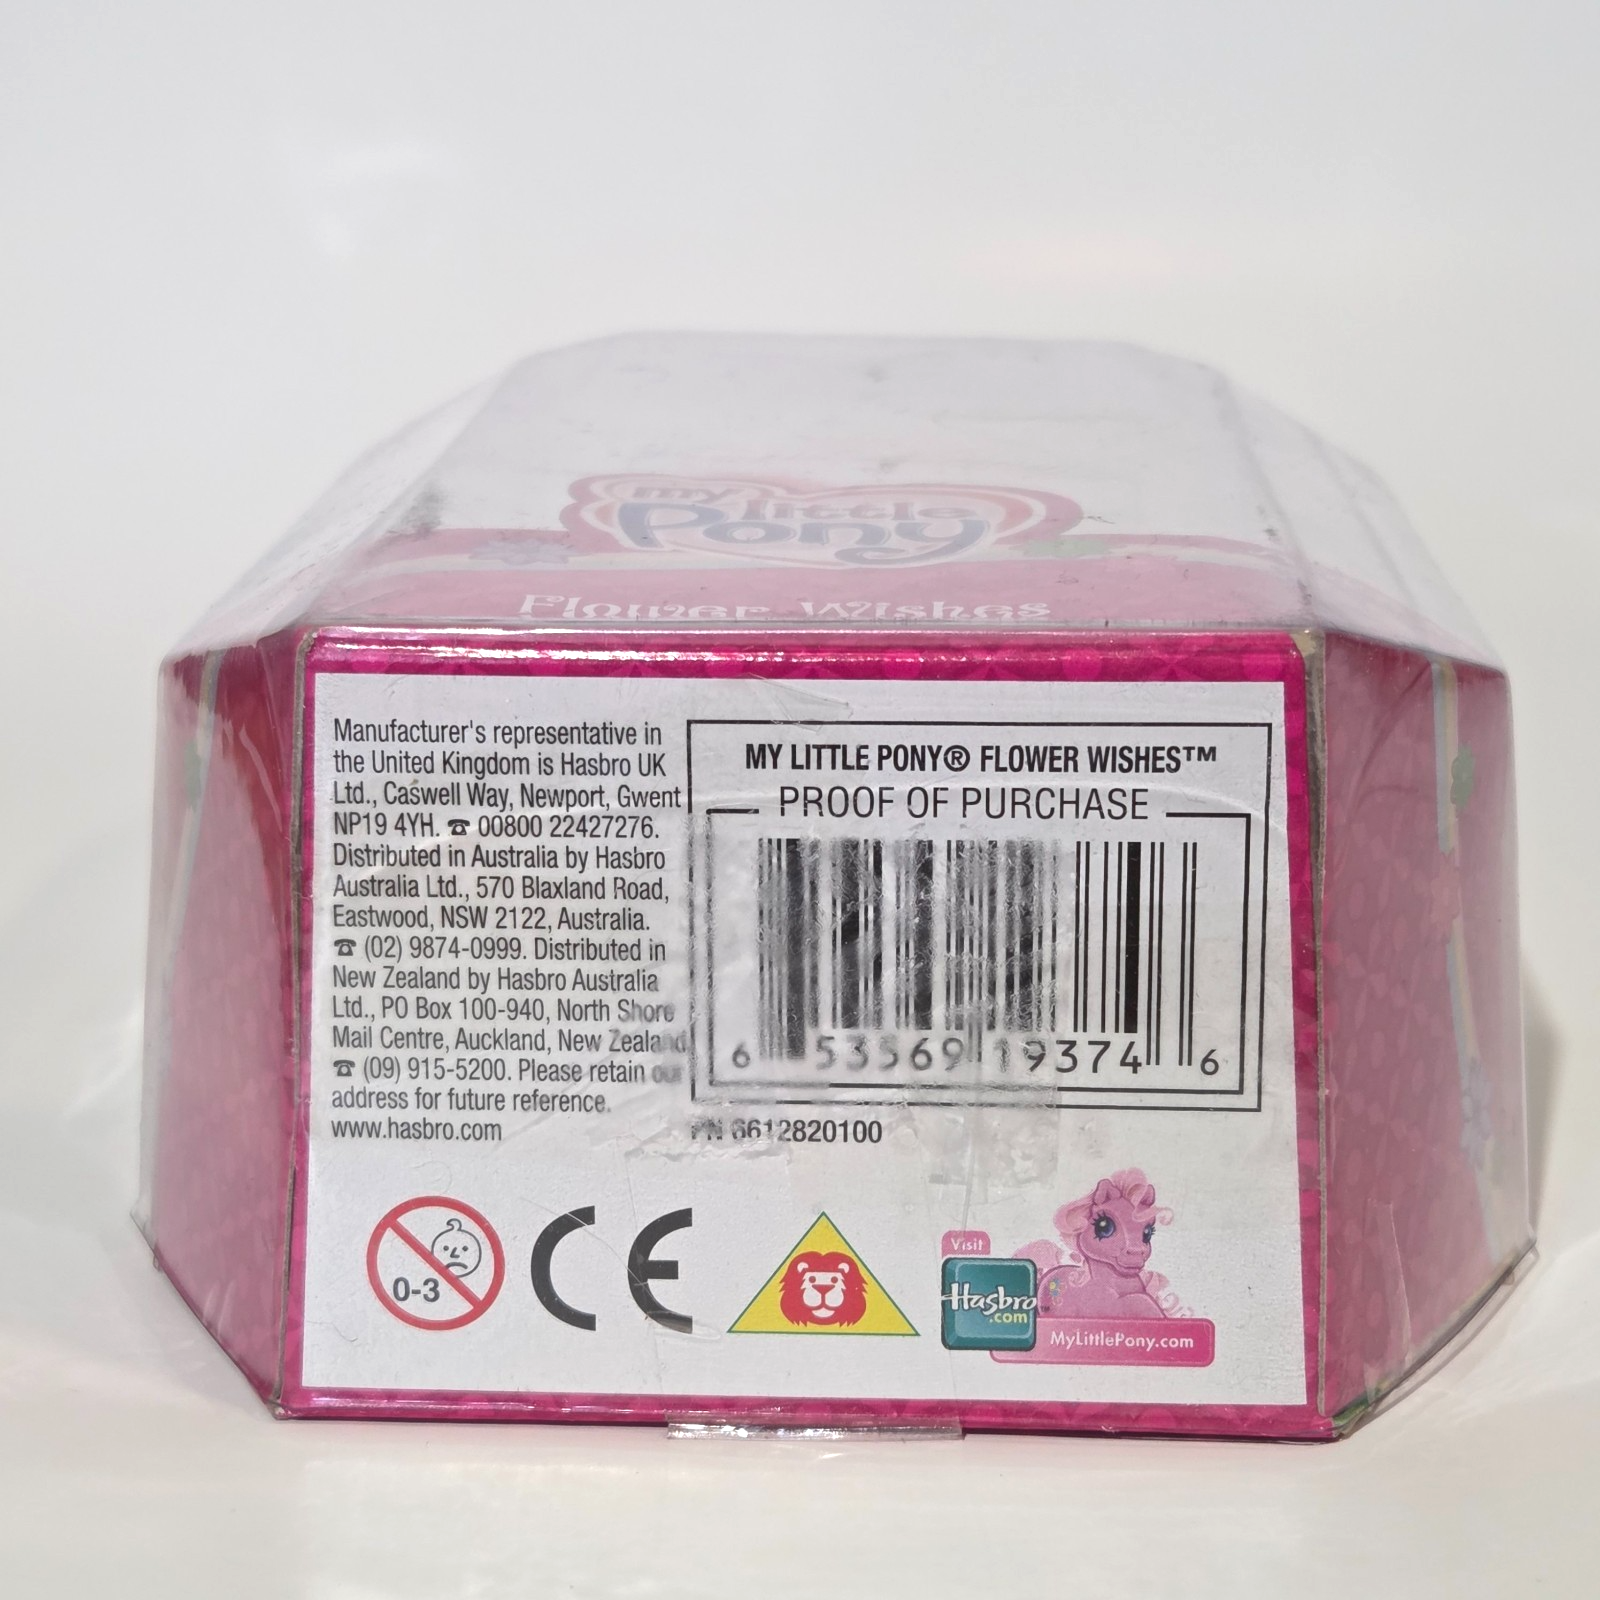 my little
Pony
Flower Wishes
Manufacturer's representative in
the United Kingdom is Hasbro UK
Ltd., Caswell Way, Newport, Gwent
NP19 4YH. ☎ 00800 22427276.
Distributed in Australia by Hasbro
Australia Ltd., 570 Blaxland Road,
Eastwood, NSW 2122, Australia.
☎ (02) 9874-0999. Distributed in
New Zealand by Hasbro Australia
Ltd., PO Box 100-940, North Shore
Mail Centre, Auckland, New Zealand
☎ (09) 915-5200. Please retain our
address for future reference.
www.hasbro.com
MY LITTLE PONY® FLOWER WISHES™
PROOF OF PURCHASE
6 53569 19374 6
PN 6612820100
0-3
CE
Visit
Hasbro
.com
MyLittlePony.com